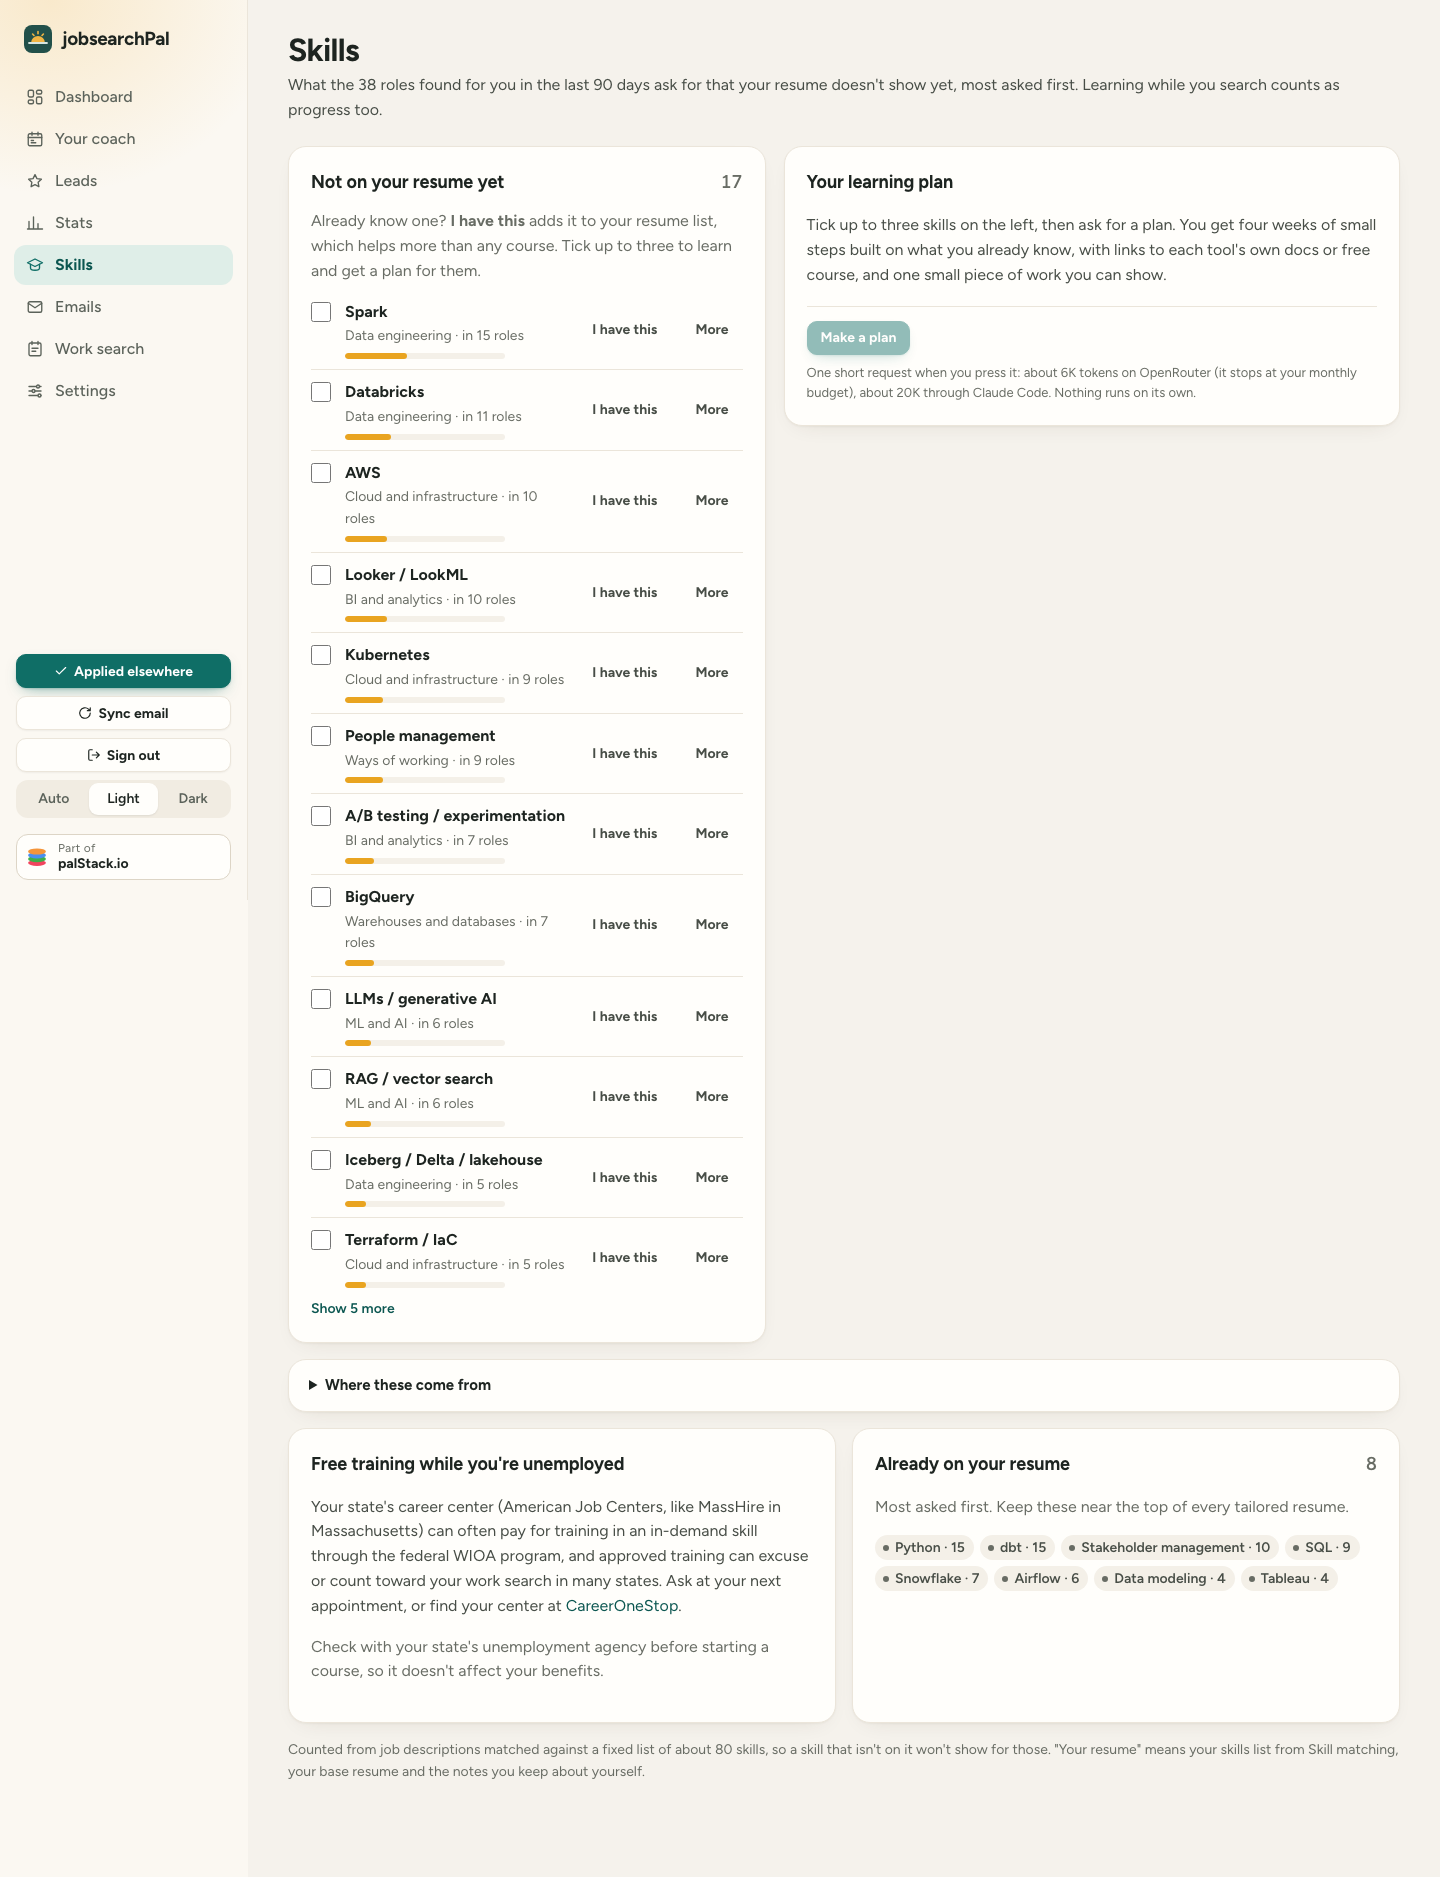 jobsearchPal
Dashboard
Your coach
Leads
Stats
Skills
Emails
Work search
Settings
Applied elsewhere
Sync email
Sign out
Auto Light Dark
Part of
palStack.io
Skills
What the 38 roles found for you in the last 90 days ask for that your resume doesn't show yet, most asked first. Learning while you search counts as
progress too.
Not on your resume yet 17
Already know one? I have this adds it to your resume list,
which helps more than any course. Tick up to three to learn
and get a plan for them.
Spark
Data engineering · in 15 roles
I have this More
Databricks
Data engineering · in 11 roles
I have this More
AWS
Cloud and infrastructure · in 10
roles
I have this More
Looker / LookML
BI and analytics · in 10 roles
I have this More
Kubernetes
Cloud and infrastructure · in 9 roles
I have this More
People management
Ways of working · in 9 roles
I have this More
A/B testing / experimentation
BI and analytics · in 7 roles
I have this More
BigQuery
Warehouses and databases · in 7
roles
I have this More
LLMs / generative AI
ML and AI · in 6 roles
I have this More
RAG / vector search
ML and AI · in 6 roles
I have this More
Iceberg / Delta / lakehouse
Data engineering · in 5 roles
I have this More
Terraform / IaC
Cloud and infrastructure · in 5 roles
I have this More
Show 5 more
Your learning plan
Tick up to three skills on the left, then ask for a plan. You get four weeks of small
steps built on what you already know, with links to each tool's own docs or free
course, and one small piece of work you can show.
Make a plan
One short request when you press it: about 6K tokens on OpenRouter (it stops at your monthly
budget), about 20K through Claude Code. Nothing runs on its own.
Where these come from
Free training while you're unemployed
Your state's career center (American Job Centers, like MassHire in
Massachusetts) can often pay for training in an in-demand skill
through the federal WIOA program, and approved training can excuse
or count toward your work search in many states. Ask at your next
appointment, or find your center at CareerOneStop.
Check with your state's unemployment agency before starting a
course, so it doesn't affect your benefits.
Already on your resume 8
Most asked first. Keep these near the top of every tailored resume.
Python · 15 dbt · 15 Stakeholder management · 10 SQL · 9
Snowflake · 7 Airflow · 6 Data modeling · 4 Tableau · 4
Counted from job descriptions matched against a fixed list of about 80 skills, so a skill that isn't on it won't show for those. "Your resume" means your skills list from Skill matching,
your base resume and the notes you keep about yourself.